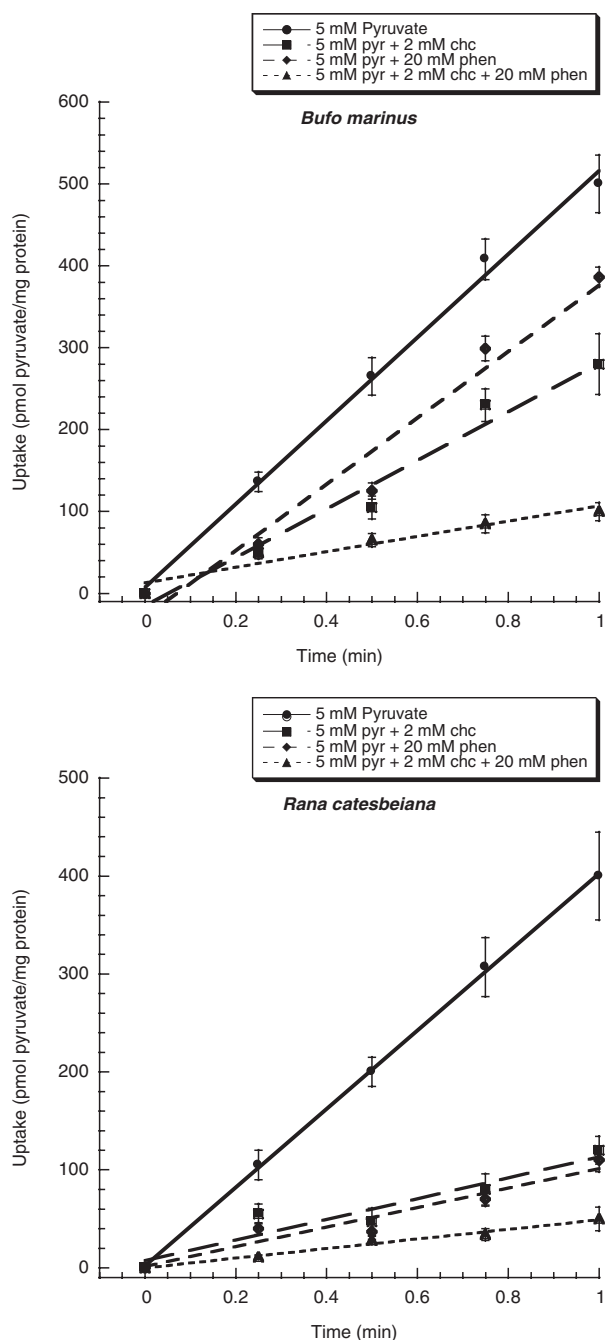 5 mM Pyruvate
5 mM pyr + 2 mM chc
5 mM pyr + 20 mM phen
5 mM pyr + 2 mM chc + 20 mM phen
Bufo marinus
600
500
400
300
200
100
0
Uptake (pmol pyruvate/mg protein)
0 0.2 0.4 0.6 0.8 1
Time (min)
5 mM Pyruvate
5 mM pyr + 2 mM chc
5 mM pyr + 20 mM phen
5 mM pyr + 2 mM chc + 20 mM phen
Rana catesbeiana
500
400
300
200
100
0
Uptake (pmol pyruvate/mg protein)
0 0.2 0.4 0.6 0.8 1
Time (min)